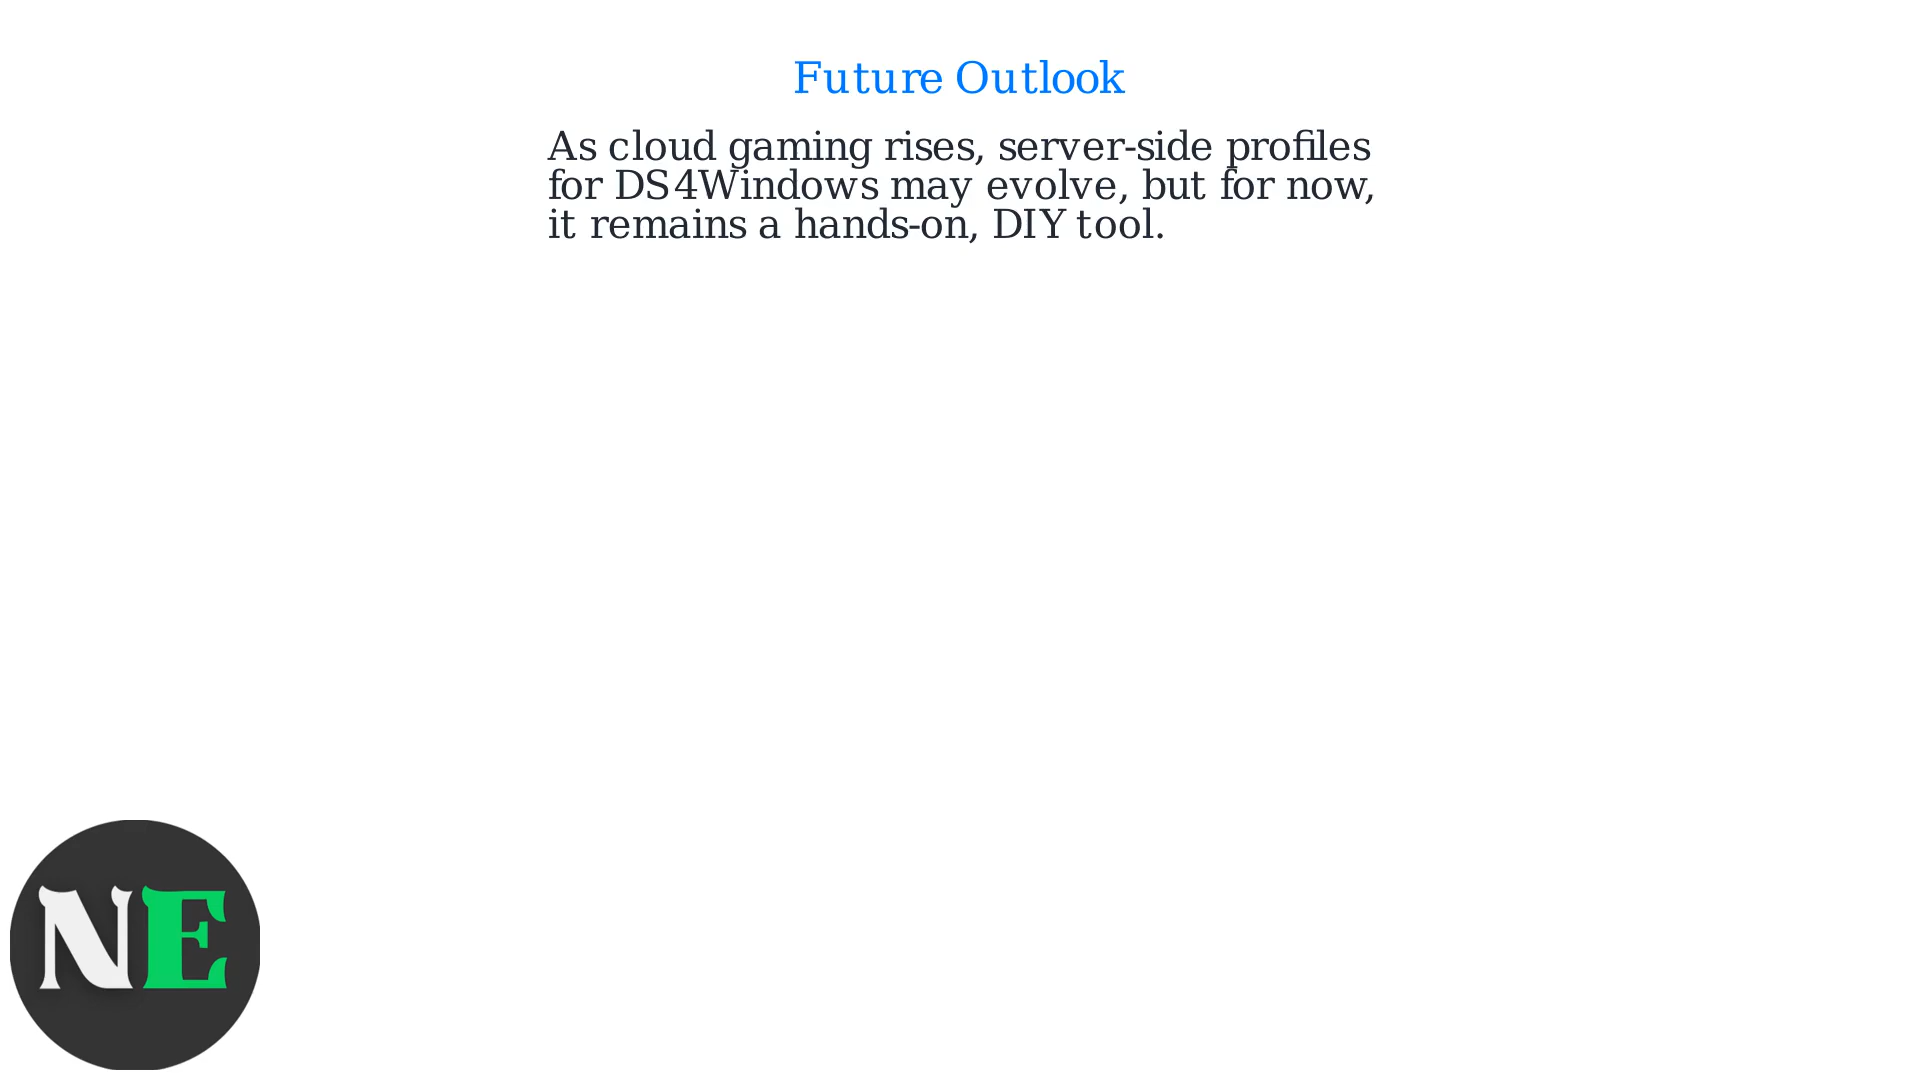 Future Outlook
As cloud gaming rises, server-side profiles
for DS4Windows may evolve, but for now,
it remains a hands-on, DIY tool.
NE